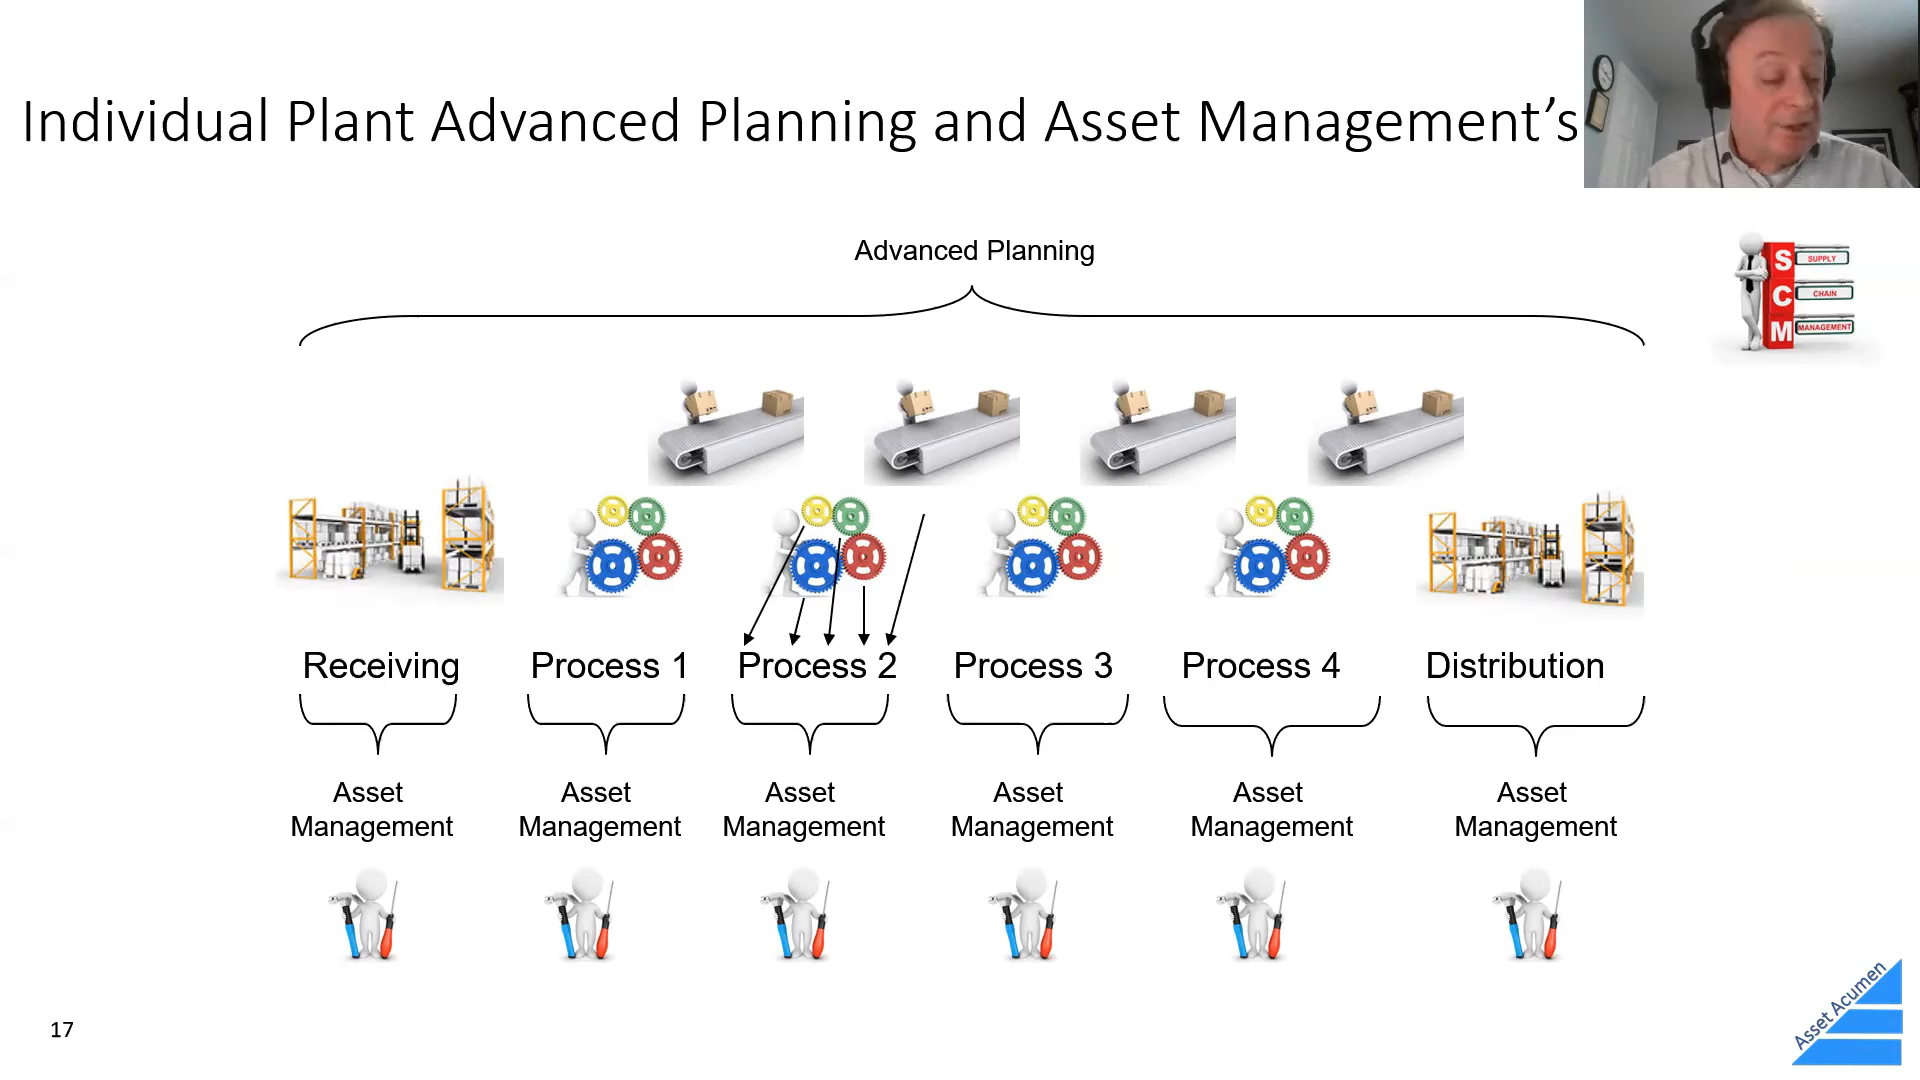 Individual Plant Advanced Planning and Asset Management’s
Advanced Planning
S SUPPLY
C CHAIN
M MANAGEMENT
Receiving
Process 1
Process 2
Process 3
Process 4
Distribution
Asset
Management
Asset
Management
Asset
Management
Asset
Management
Asset
Management
Asset
Management
17
Asset Acumen